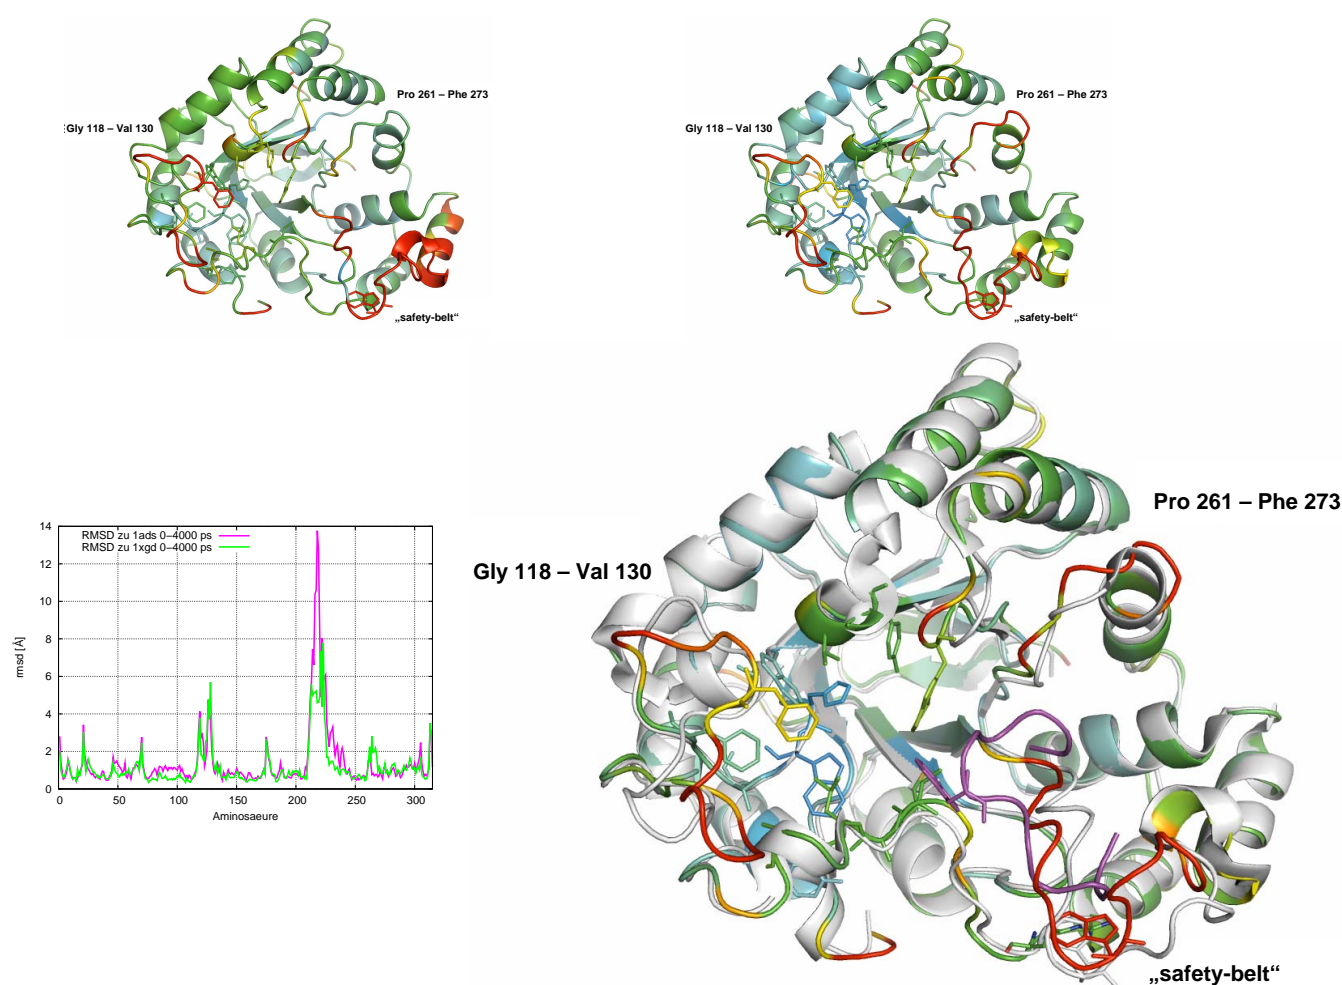 Pro 261 – Phe 273
Gly 118 – Val 130
„safety-belt“
Pro 261 – Phe 273
Gly 118 – Val 130
„safety-belt“
Pro 261 – Phe 273
Gly 118 – Val 130
„safety-belt“
14
12
10
8
6
4
2
0
rmsd [Å]
RMSD zu 1ads 0–4000 ps
RMSD zu 1xgd 0–4000 ps
0 50 100 150 200 250 300
Aminosaeure